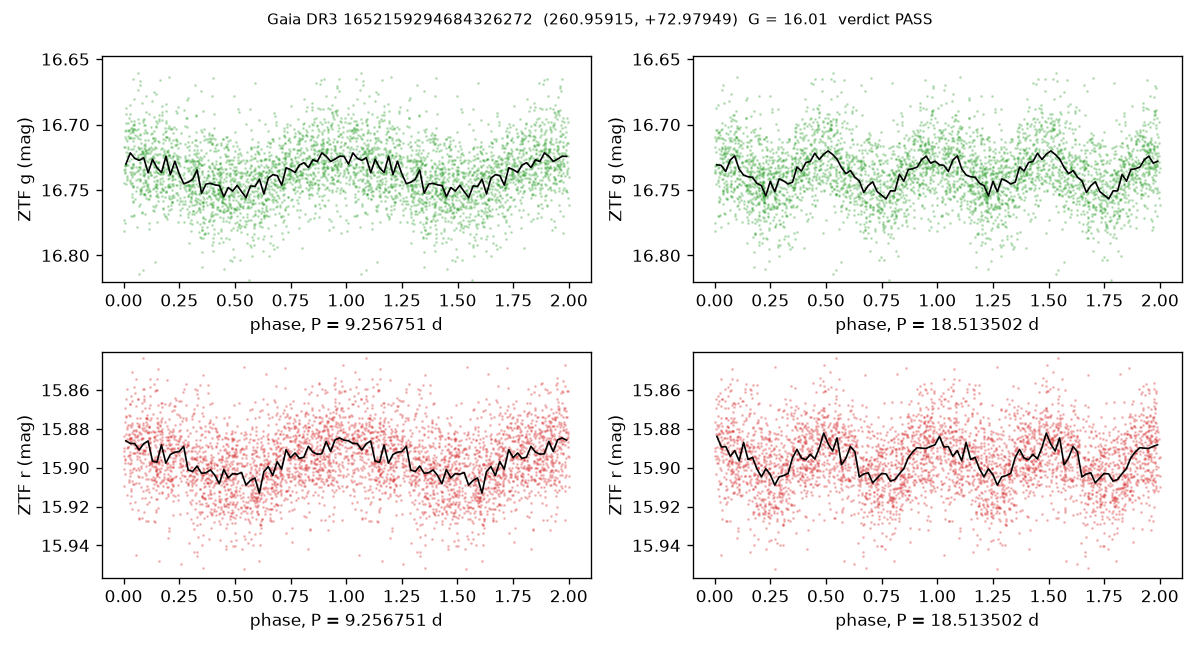 Gaia DR3 1652159294684326272  (260.95915, +72.97949)  G = 16.01  verdict PASS
ZTF g (mag)
16.65
16.70
16.75
16.80
0.00 0.25 0.50 0.75 1.00 1.25 1.50 1.75 2.00
phase, P = 9.256751 d
ZTF g (mag)
16.65
16.70
16.75
16.80
0.00 0.25 0.50 0.75 1.00 1.25 1.50 1.75 2.00
phase, P = 18.513502 d
ZTF r (mag)
15.86
15.88
15.90
15.92
15.94
0.00 0.25 0.50 0.75 1.00 1.25 1.50 1.75 2.00
phase, P = 9.256751 d
ZTF r (mag)
15.86
15.88
15.90
15.92
15.94
0.00 0.25 0.50 0.75 1.00 1.25 1.50 1.75 2.00
phase, P = 18.513502 d